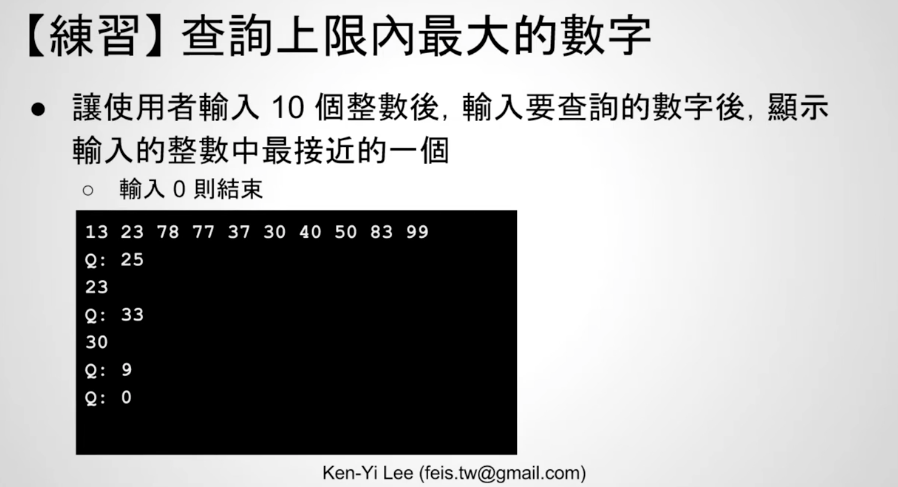 【練習】查詢上限內最大的數字
● 讓使用者輸入 10 個整數後, 輸入要查詢的數字後, 顯示
輸入的整數中最接近的一個
○ 輸入 0 則結束
13 23 78 77 37 30 40 50 83 99
Q: 25
23
Q: 33
30
Q: 9
Q: 0
Ken-Yi Lee (feis.tw@gmail.com)